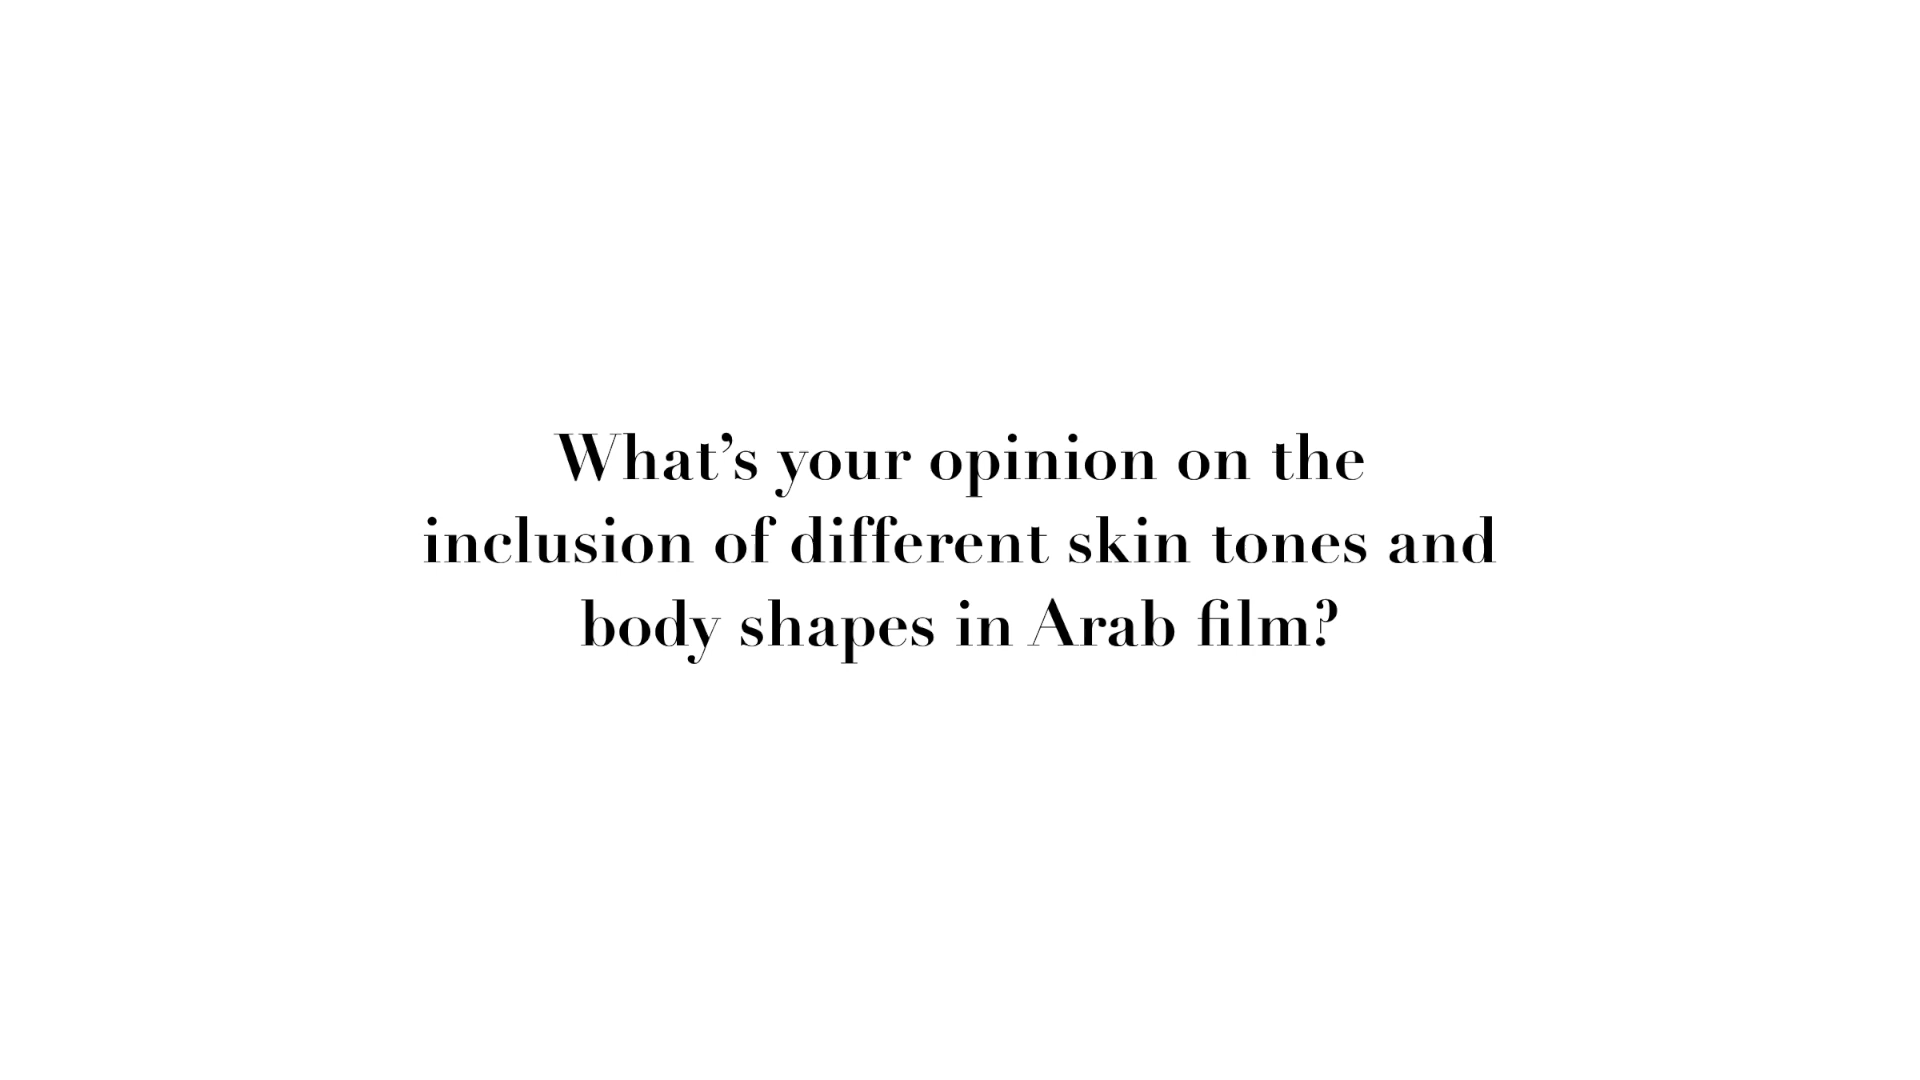 What’s your opinion on the
inclusion of different skin tones and
body shapes in Arab film?